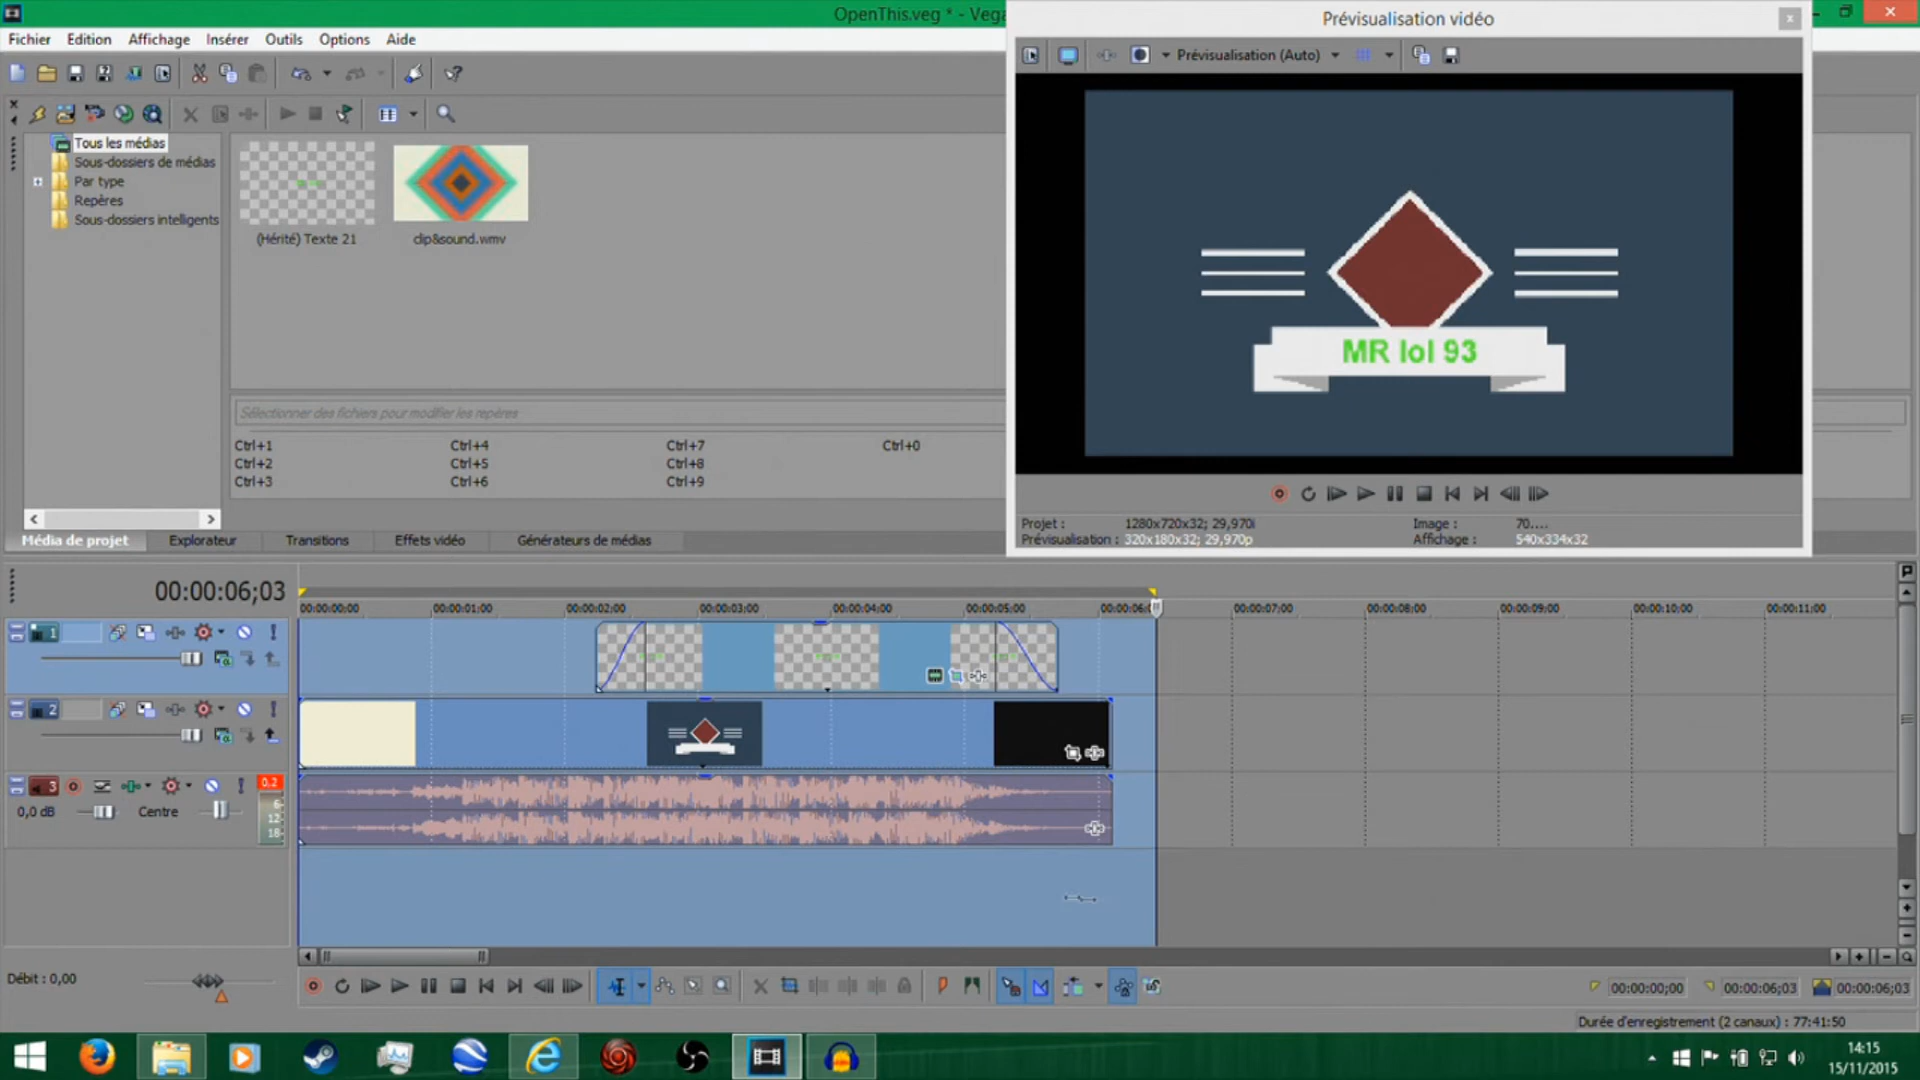 OpenThis.veg * - Vega
Prévisualisation vidéo
Fichier Edition Affichage Insérer Outils Options Aide
Prévisualisation (Auto)
Tous les médias
Sous-dossiers de médias
Par type
Repères
Sous-dossiers intelligents
(Hérité) Texte 21
clip&sound.wmv
MR lol 93
Sélectionner des fichiers pour modifier les repères
Ctrl+1 Ctrl+4 Ctrl+7 Ctrl+0
Ctrl+2 Ctrl+5 Ctrl+8
Ctrl+3 Ctrl+6 Ctrl+9
Projet : 1280x720x32; 29,970i Image : 70....
Prévisualisation : 320x180x32; 29,970p Affichage : 540x334x32
Média de projet Explorateur Transitions Effets vidéo Générateurs de médias
00:00:06;03
00:00:00;00 00:00:01;00 00:00:02;00 00:00:03;00 00:00:04;00 00:00:05;00 00:00:06: 00:00:07;00 00:00:08;00 00:00:09;00 00:00:10;00 00:00:11;00
1
2
3 0,2
6
0,0 dB Centre 12
18
Débit : 0,00
00:00:00;00 00:00:06;03 00:00:06;03
Durée d'enregistrement (2 canaux) : 77:41:50
14:15
15/11/2015